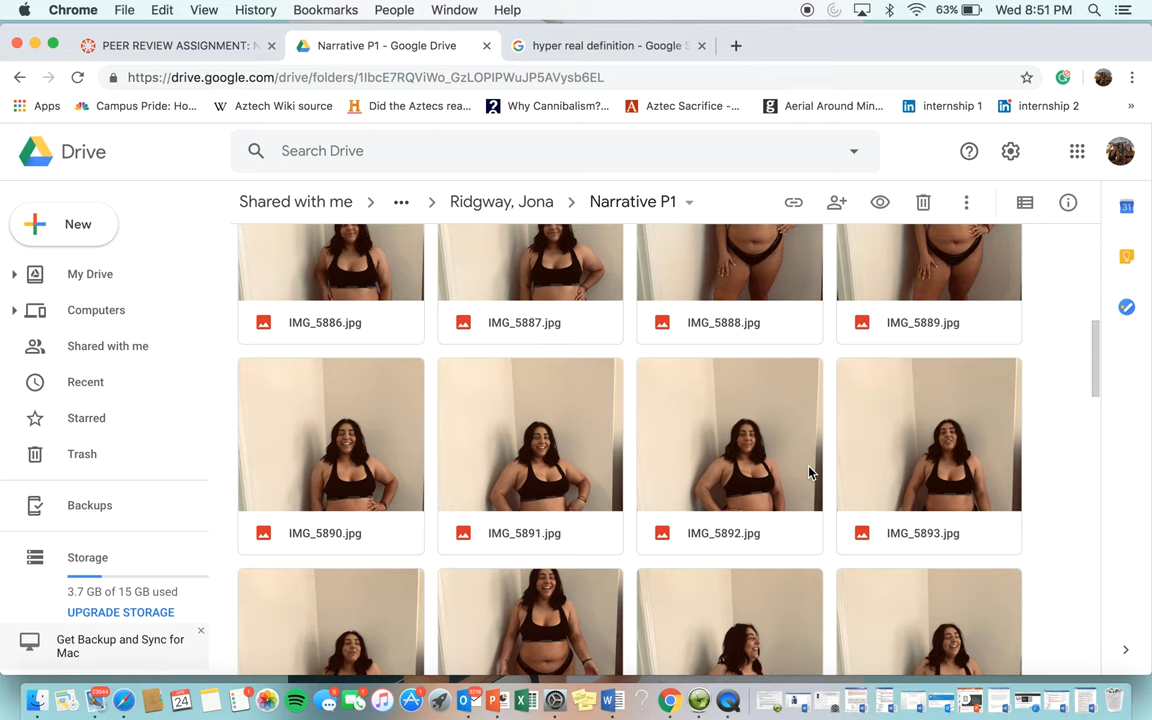 Chrome File Edit View History Bookmarks People Window Help 63% Wed 8:51 PM
PEER REVIEW ASSIGNMENT: N Narrative P1 - Google Drive hyper real definition - Google S
https://drive.google.com/drive/folders/1IbcE7RQViWo_GzLOPIPWuJP5AVysb6EL
Apps Campus Pride: Ho... Aztech Wiki source Did the Aztecs rea... Why Cannibalism?... Aztec Sacrifice -... Aerial Around Min... internship 1 internship 2 »
Drive Search Drive
Shared with me ... Ridgway, Jona Narrative P1
31
New
My Drive
Computers
Shared with me
Recent
Starred
Trash
Backups
Storage
3.7 GB of 15 GB used
UPGRADE STORAGE
Get Backup and Sync for
Mac
IMG_5886.jpg IMG_5887.jpg IMG_5888.jpg IMG_5889.jpg
IMG_5890.jpg IMG_5891.jpg IMG_5892.jpg IMG_5893.jpg